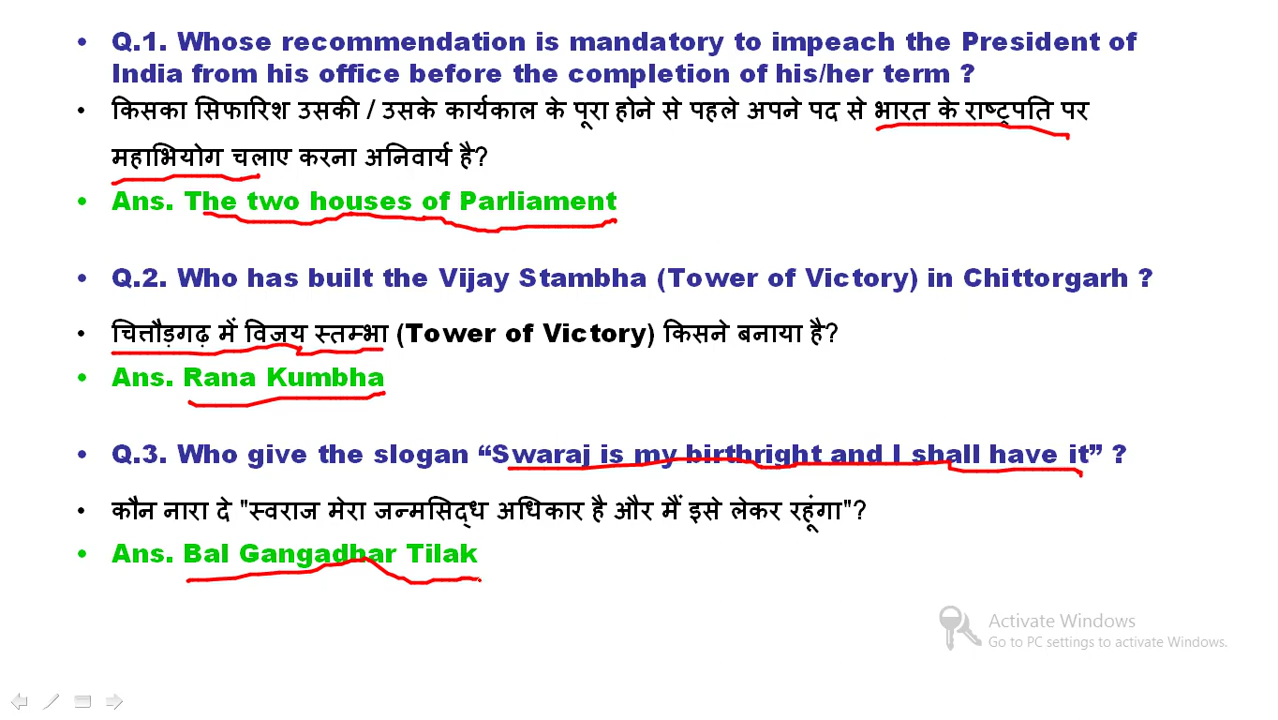 • Q.1. Whose recommendation is mandatory to impeach the President of
India from his office before the completion of his/her term ?
• किसका सिफारिश उसकी / उसके कार्यकाल के पूरा होने से पहले अपने पद से भारत के राष्ट्रपति पर
महाभियोग चलाए करना अनिवार्य है?
• Ans. The two houses of Parliament
• Q.2. Who has built the Vijay Stambha (Tower of Victory) in Chittorgarh ?
• चित्तौड़गढ़ में विजय स्तम्भा (Tower of Victory) किसने बनाया है?
• Ans. Rana Kumbha
• Q.3. Who give the slogan “Swaraj is my birthright and I shall have it” ?
• कौन नारा दे "स्वराज मेरा जन्मसिद्ध अधिकार है और मैं इसे लेकर रहूंगा"?
• Ans. Bal Gangadhar Tilak
Activate Windows
Go to PC settings to activate Windows.